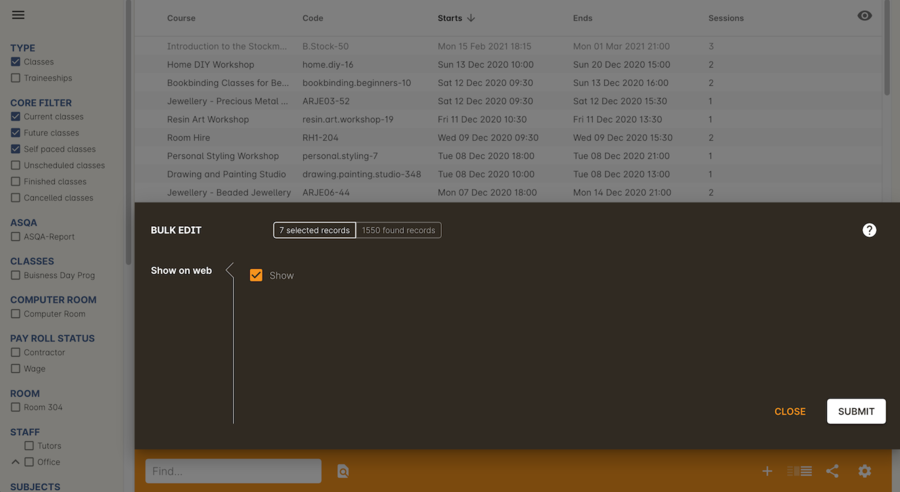 Course Code Starts Ends Sessions
Introduction to the Stockm... B.Stock-50 Mon 15 Feb 2021 18:15 Mon 01 Mar 2021 21:00 3
Home DIY Workshop home.diy-16 Sun 13 Dec 2020 10:00 Sun 20 Dec 2020 15:00 2
Bookbinding Classes for Be... bookbinding.beginners-10 Sat 12 Dec 2020 09:30 Sun 13 Dec 2020 16:00 2
Jewellery - Precious Metal ... ARJE03-52 Sat 12 Dec 2020 09:30 Sat 12 Dec 2020 15:30 1
Resin Art Workshop resin.art.workshop-19 Fri 11 Dec 2020 10:30 Fri 11 Dec 2020 13:30 1
Room Hire RH1-204 Wed 09 Dec 2020 09:30 Wed 09 Dec 2020 15:30 2
Personal Styling Workshop personal.styling-7 Tue 08 Dec 2020 18:00 Tue 08 Dec 2020 21:00 1
Drawing and Painting Studio drawing.painting.studio-348 Tue 08 Dec 2020 10:00 Tue 08 Dec 2020 13:00 1
Jewellery - Beaded Jewellery ARJE06-44 Mon 07 Dec 2020 18:00 Mon 14 Dec 2020 21:00 2
TYPE
Classes
Traineeships
CORE FILTER
Current classes
Future classes
Self paced classes
Unscheduled classes
Finished classes
Cancelled classes
ASQA
ASQA-Report
CLASSES
Buisness Day Prog
COMPUTER ROOM
Computer Room
PAY ROLL STATUS
Contractor
Wage
ROOM
Room 304
STAFF
Tutors
Office
SUBJECTS
BULK EDIT 7 selected records 1550 found records ?
Show on web Show
CLOSE SUBMIT
Find...